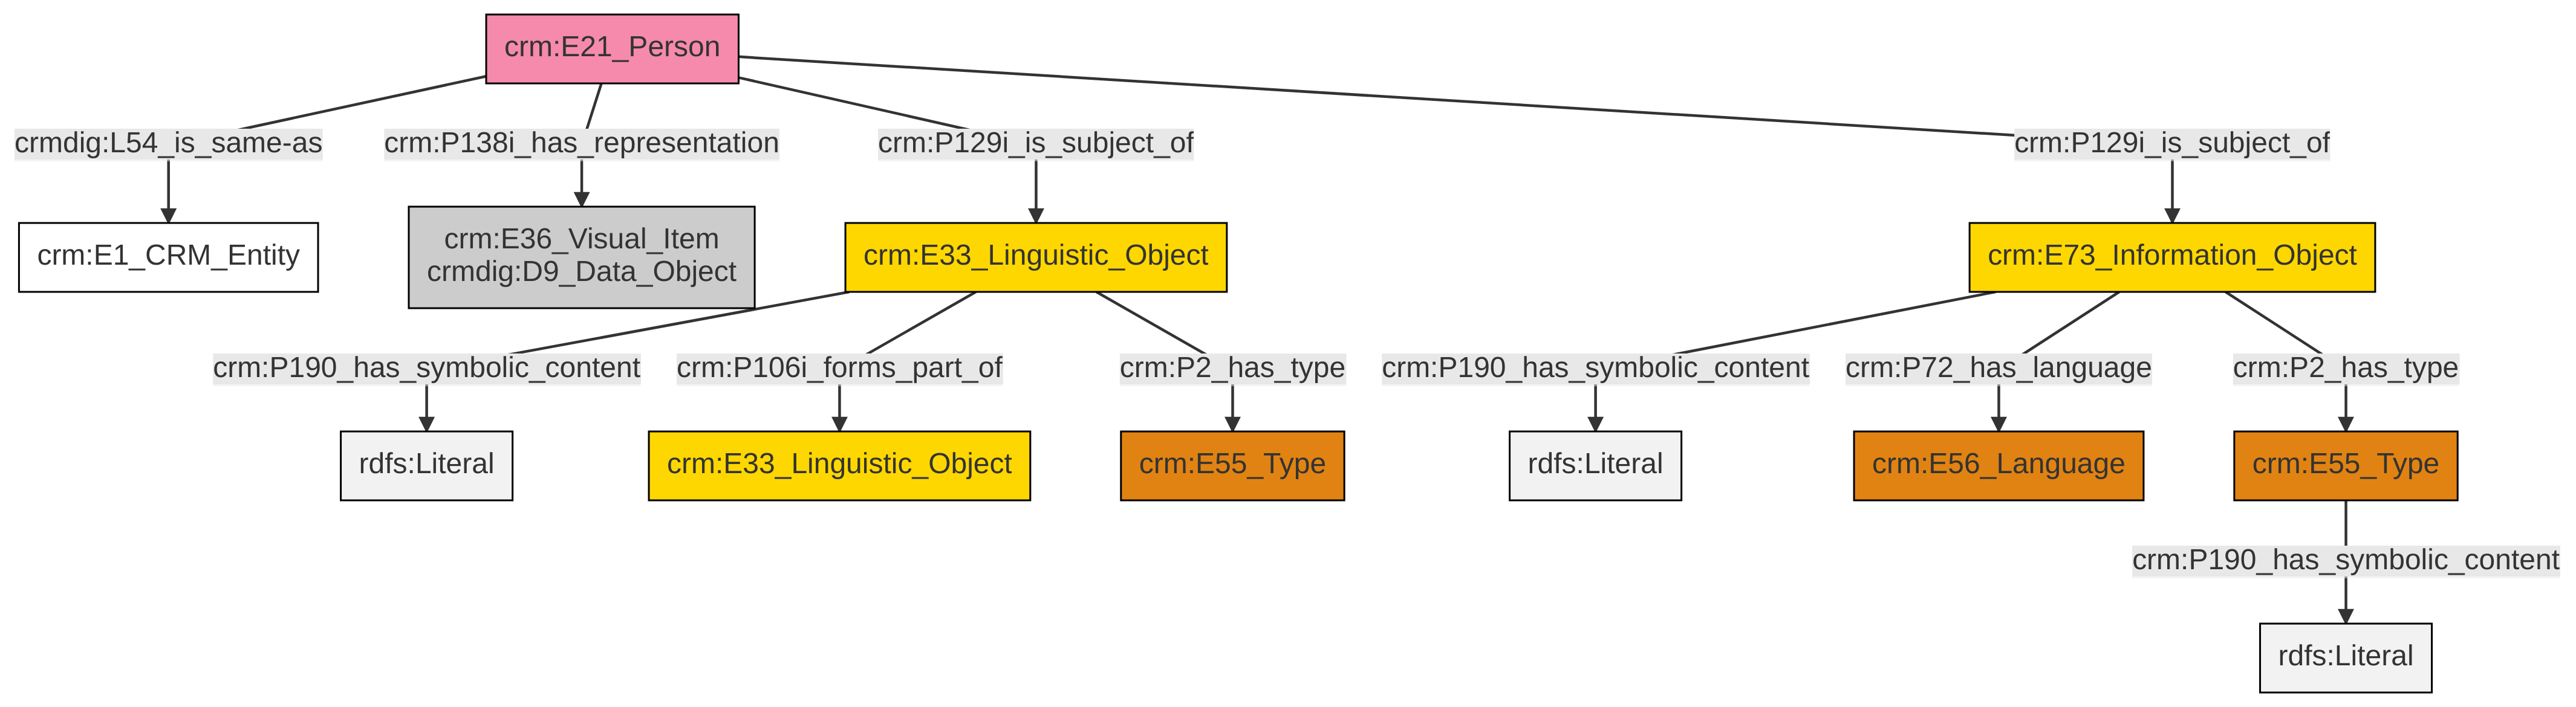 crm:E21_Person
crmdig:L54_is_same-as
crm:P138i_has_representation
crm:P129i_is_subject_of
crm:P129i_is_subject_of
crm:E1_CRM_Entity
crm:E36_Visual_Item
crmdig:D9_Data_Object
crm:E33_Linguistic_Object
crm:E73_Information_Object
crm:P190_has_symbolic_content
crm:P106i_forms_part_of
crm:P2_has_type
crm:P190_has_symbolic_content
crm:P72_has_language
crm:P2_has_type
rdfs:Literal
crm:E33_Linguistic_Object
crm:E55_Type
rdfs:Literal
crm:E56_Language
crm:E55_Type
crm:P190_has_symbolic_content
rdfs:Literal